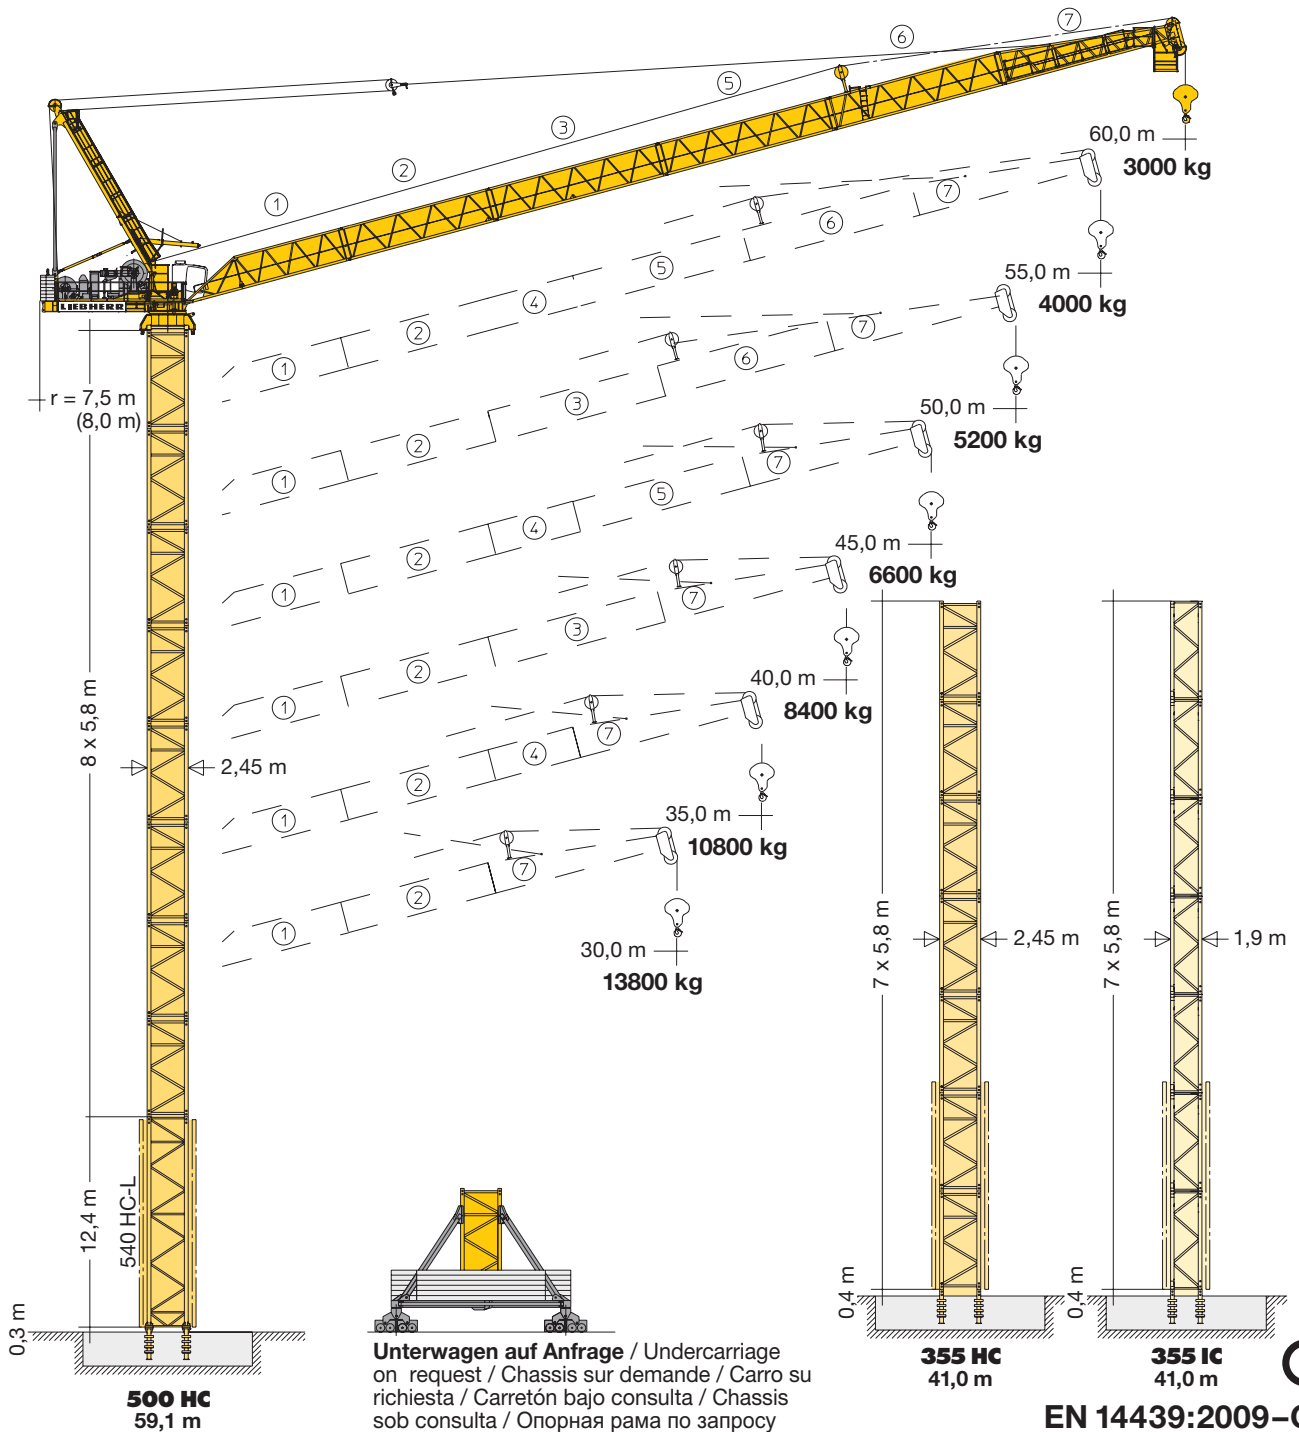 7
6
5
3
2
1
60,0 m
3000 kg
7
6
5
4
2
1
55,0 m
4000 kg
LIEBHERR
r = 7,5 m
(8,0 m)
7
6
3
2
1
50,0 m
5200 kg
7
5
4
2
1
45,0 m
6600 kg
7
3
2
1
40,0 m
8400 kg
7
4
2
1
35,0 m
10800 kg
7
2
1
30,0 m
13800 kg
8 x 5,8 m
2,45 m
12,4 m
540 HC-L
0,3 m
500 HC
59,1 m
7 x 5,8 m
2,45 m
0,4 m
355 HC
41,0 m
7 x 5,8 m
1,9 m
0,4 m
355 IC
41,0 m
Unterwagen auf Anfrage / Undercarriage
on request / Chassis sur demande / Carro su
richiesta / Carretón bajo consulta / Chassis
sob consulta / Опорная рама по запросу
EN 14439:2009–